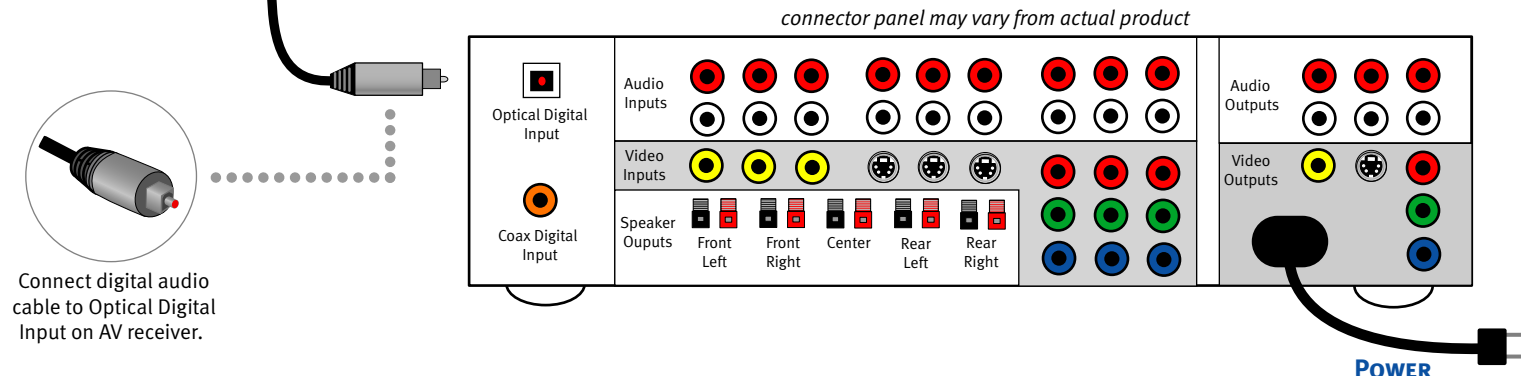 connector panel may vary from actual product
Optical Digital
Input
Coax Digital
Input
Audio
Inputs
Video
Inputs
Speaker
Ouputs
Front
Left
Front
Right
Center
Rear
Left
Rear
Right
Audio
Outputs
Video
Outputs
Connect digital audio
cable to Optical Digital
Input on AV receiver.
POWER